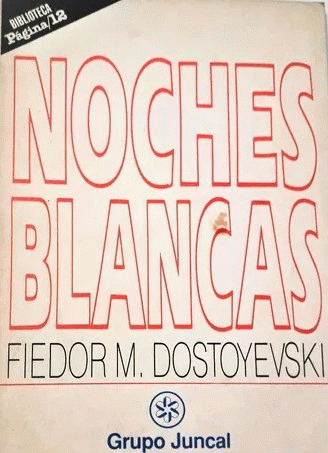 BIBLIOTECA
Página/12
NOCHES
BLANCAS
FIEDOR M. DOSTOYEVSKI
Grupo Juncal